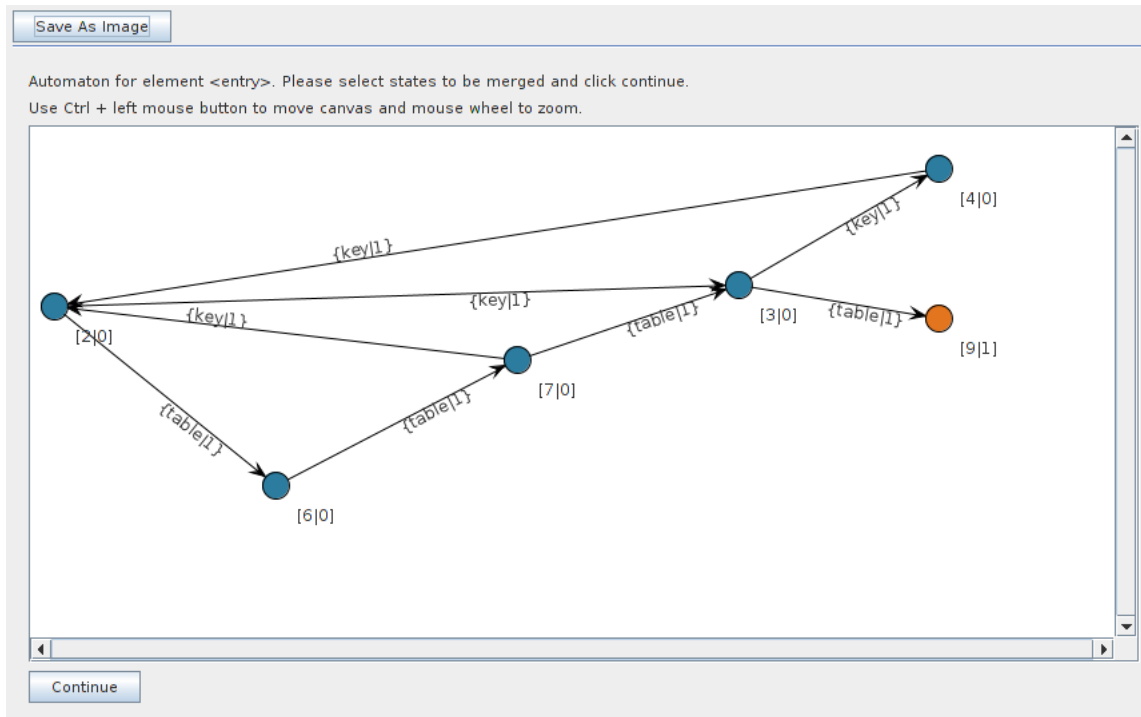 Save As Image
Automaton for element <entry>. Please select states to be merged and click continue.
Use Ctrl + left mouse button to move canvas and mouse wheel to zoom.
[4|0]
{key|1}
{key|1}
{key|1}
{key|1}
[3|0]
{table|1}
{table|1}
[2|0]
[9|1]
[7|0]
{table|1}
{table|1}
[6|0]
Continue